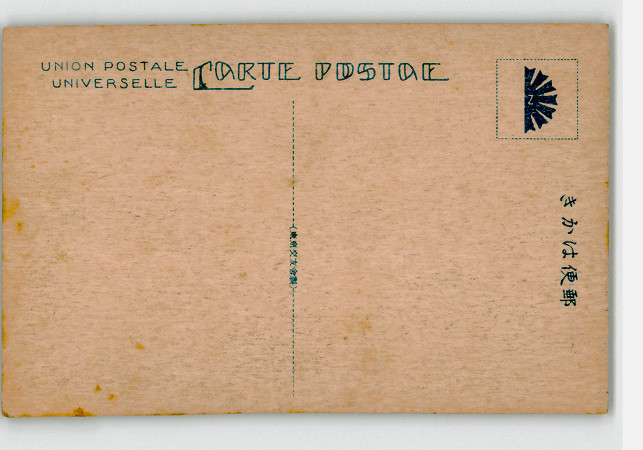 UNION POSTALE
UNIVERSELLE
CARTE POSTALE
きかは便郵